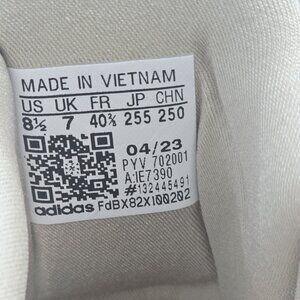 MADE IN VIETNAM
US UK FR JP CHN
8½ 7 40⅔ 255 250
04/23
PYV 702001
A:IE7390
#132445491
adidas FdBX82X100202